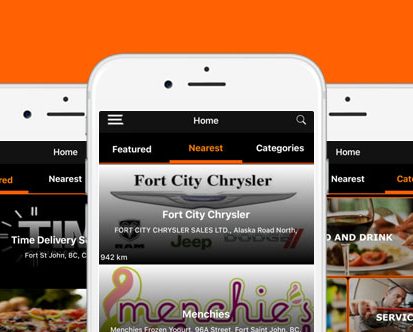 Home
Featured
Nearest
Categories
Fort City Chrysler
RAM
Jeep
DODGE
Fort City Chrysler
FORT CITY CHRYSLER SALES LTD., Alaska Road North,
942 km
menchie's
Menchies
Menchies Frozen Yogurt, 96A Street, Fort Saint John, BC,
Home
red
Nearest
TIM
Time Delivery S
Fort St John, BC, C
Home
Nearest
Cate
D AND DRINK
SERVIC